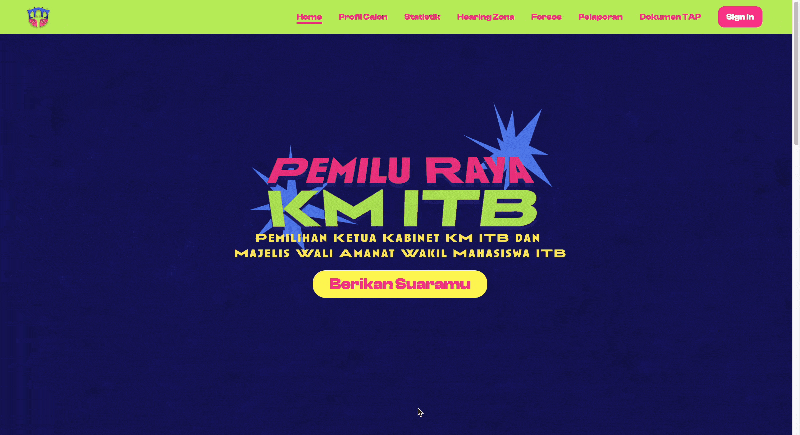 Home Profil Calon Statistik Hearing Zona Forsos Pelaporan Dokumen TAP Sign In
PEMILU RAYA
KM ITB
PEMILIHAN KETUA KABINET KM ITB DAN
MAJELIS WALI AMANAT WAKIL MAHASISWA ITB
Berikan Suaramu